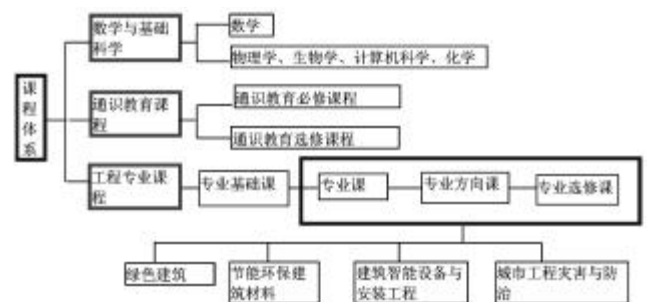 数学与基础
科学
数学
物理学、生物学、计算机科学、化学
课
程
体
系
通识教育课
程
通识教育必修课程
通识教育选修课程
工程专业课
程
专业基础课
专业课
专业方向课
专业选修课
绿色建筑
节能环保建
筑材料
建筑智能设备与
安装工程
城市工程灾害与防
治